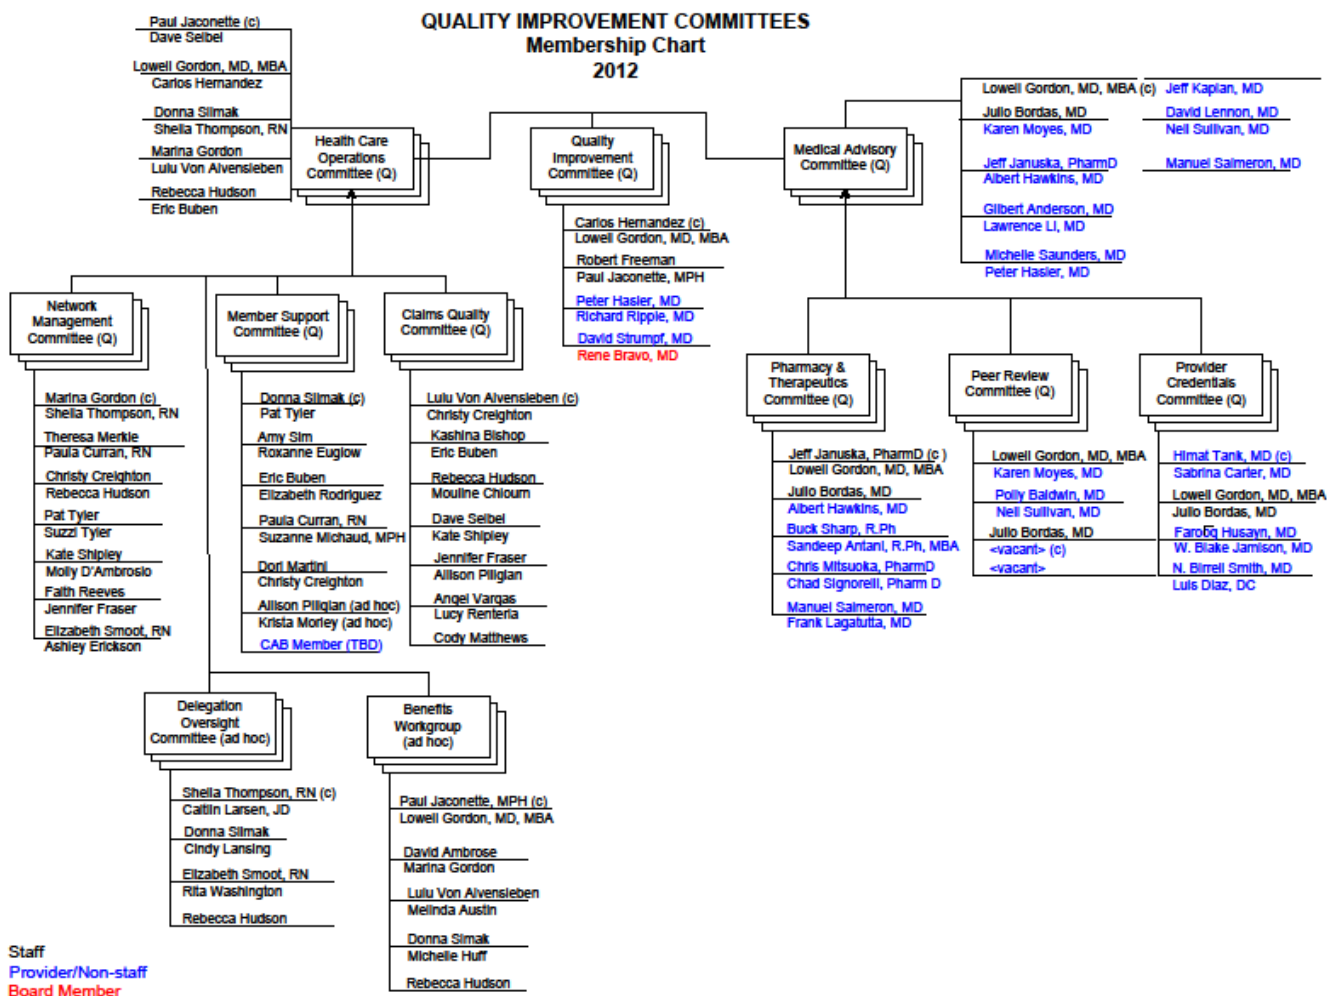 QUALITY IMPROVEMENT COMMITTEES
Membership Chart
2012
Paul Jaconette (c)
Dave Seibel
Lowell Gordon, MD, MBA
Carlos Hernandez
Donna Slimak
Sheila Thompson, RN
Marina Gordon
Lulu Von Alvensleben
Rebecca Hudson
Eric Buben
Health Care
Operations
Committee (Q)
Quality
Improvement
Committee (Q)
Carlos Hernandez (c)
Lowell Gordon, MD, MBA
Robert Freeman
Paul Jaconette, MPH
Peter Hasler, MD
Richard Ripple, MD
David Strumpf, MD
Rene Bravo, MD
Medical Advisory
Committee (Q)
Lowell Gordon, MD, MBA (c)
Julio Bordas, MD
Karen Moyes, MD
Jeff Januska, PharmD
Albert Hawkins, MD
Gilbert Anderson, MD
Lawrence Li, MD
Michelle Saunders, MD
Peter Hasler, MD
Jeff Kaplan, MD
David Lennon, MD
Neil Sullivan, MD
Manuel Salmeron, MD
Network
Management
Committee (Q)
Marina Gordon (c)
Sheila Thompson, RN
Theresa Merkle
Paula Curran, RN
Christy Creighton
Rebecca Hudson
Pat Tyler
Suzzi Tyler
Kate Shipley
Molly D'Ambrosio
Faith Reeves
Jennifer Fraser
Elizabeth Smoot, RN
Ashley Erickson
Member Support
Committee (Q)
Donna Slimak (c)
Pat Tyler
Amy Sim
Roxanne Euglow
Eric Buben
Elizabeth Rodriguez
Paula Curran, RN
Suzanne Michaud, MPH
Dori Martini
Christy Creighton
Allison Piligian (ad hoc)
Krista Morley (ad hoc)
CAB Member (TBD)
Claims Quality
Committee (Q)
Lulu Von Alvensleben (c)
Christy Creighton
Kashina Bishop
Eric Buben
Rebecca Hudson
Mouline Chlourn
Dave Seibel
Kate Shipley
Jennifer Fraser
Allison Piligian
Angel Vargas
Lucy Renteria
Cody Matthews
Pharmacy &
Therapeutics
Committee (Q)
Jeff Januska, PharmD (c )
Lowell Gordon, MD, MBA
Julio Bordas, MD
Albert Hawkins, MD
Buck Sharp, R.Ph
Sandeep Antani, R.Ph, MBA
Chris Mitsuoka, PharmD
Chad Signorelli, Pharm D
Manuel Salmeron, MD
Frank Lagatutta, MD
Peer Review
Committee (Q)
Lowell Gordon, MD, MBA
Karen Moyes, MD
Polly Baldwin, MD
Neil Sullivan, MD
Julio Bordas, MD
<vacant> (c)
<vacant>
Provider
Credentials
Committee (Q)
Himat Tank, MD (c)
Sabrina Carter, MD
Lowell Gordon, MD, MBA
Julio Bordas, MD
Farooq Husayn, MD
W. Blake Jamison, MD
N. Birrell Smith, MD
Luis Diaz, DC
Delegation
Oversight
Committee (ad hoc)
Sheila Thompson, RN (c)
Caitlin Larsen, JD
Donna Slimak
Cindy Lansing
Elizabeth Smoot, RN
Rita Washington
Rebecca Hudson
Benefits
Workgroup
(ad hoc)
Paul Jaconette, MPH (c)
Lowell Gordon, MD, MBA
David Ambrose
Marina Gordon
Lulu Von Alvensleben
Melinda Austin
Donna Simak
Michelle Huff
Rebecca Hudson
Staff
Provider/Non-staff
Board Member